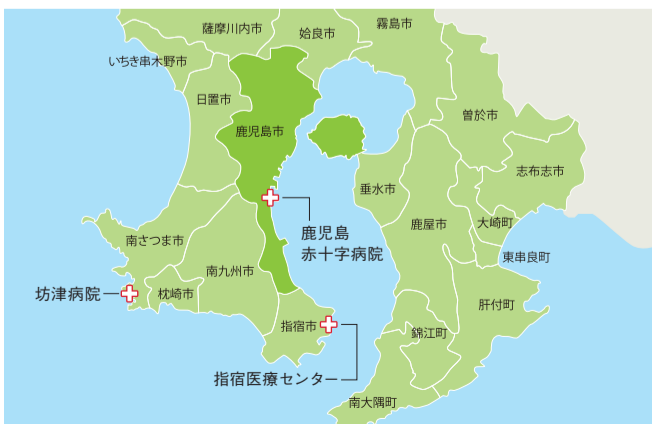 薩摩川内市
姶良市
霧島市
いちき串木野市
日置市
鹿児島市
曽於市
志布志市
垂水市
鹿屋市
大崎町
東串良町
鹿児島
赤十字病院
南さつま市
南九州市
坊津病院
枕崎市
指宿市
肝付町
錦江町
指宿医療センター
南大隅町